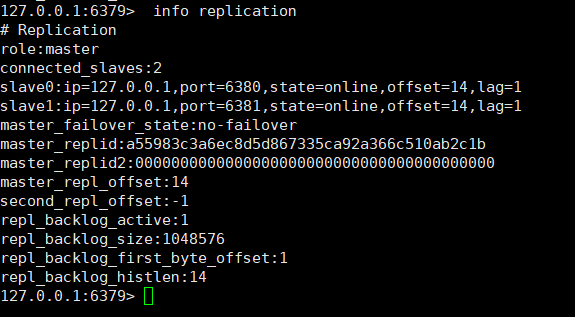 127.0.0.1:6379>  info replication
# Replication
role:master
connected_slaves:2
slave0:ip=127.0.0.1,port=6380,state=online,offset=14,lag=1
slave1:ip=127.0.0.1,port=6381,state=online,offset=14,lag=1
master_failover_state:no-failover
master_replid:a55983c3a6ec8d5d867335ca92a366c510ab2c1b
master_replid2:0000000000000000000000000000000000000000
master_repl_offset:14
second_repl_offset:-1
repl_backlog_active:1
repl_backlog_size:1048576
repl_backlog_first_byte_offset:1
repl_backlog_histlen:14
127.0.0.1:6379>